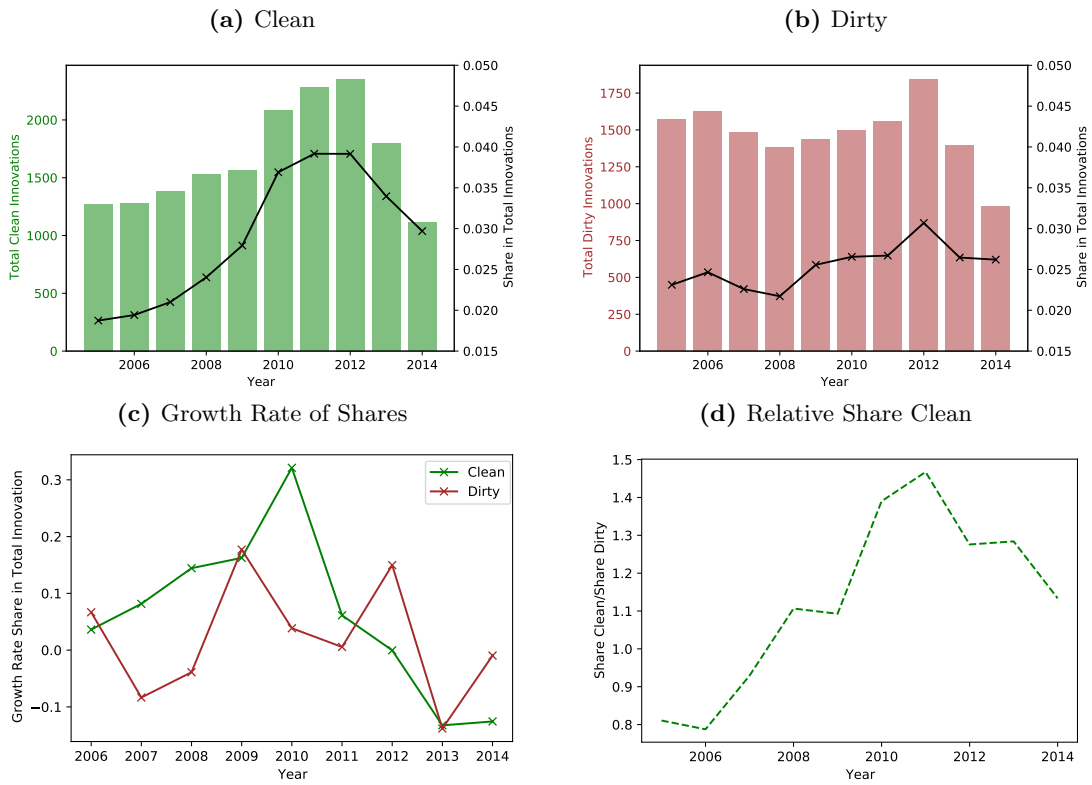 (a) Clean
Total Clean Innovations
0
500
1000
1500
2000
0.015
0.020
0.025
0.030
0.035
0.040
0.045
0.050
Share in Total Innovations
2006 2008 2010 2012 2014
Year
(b) Dirty
Total Dirty Innovations
0
250
500
750
1000
1250
1500
1750
0.015
0.020
0.025
0.030
0.035
0.040
0.045
0.050
Share in Total Innovations
2006 2008 2010 2012 2014
Year
(c) Growth Rate of Shares
Growth Rate Share in Total Innovation
−0.1
0.0
0.1
0.2
0.3
Clean
Dirty
2006 2007 2008 2009 2010 2011 2012 2013 2014
Year
(d) Relative Share Clean
Share Clean/Share Dirty
0.8
0.9
1.0
1.1
1.2
1.3
1.4
1.5
2006 2008 2010 2012 2014
Year